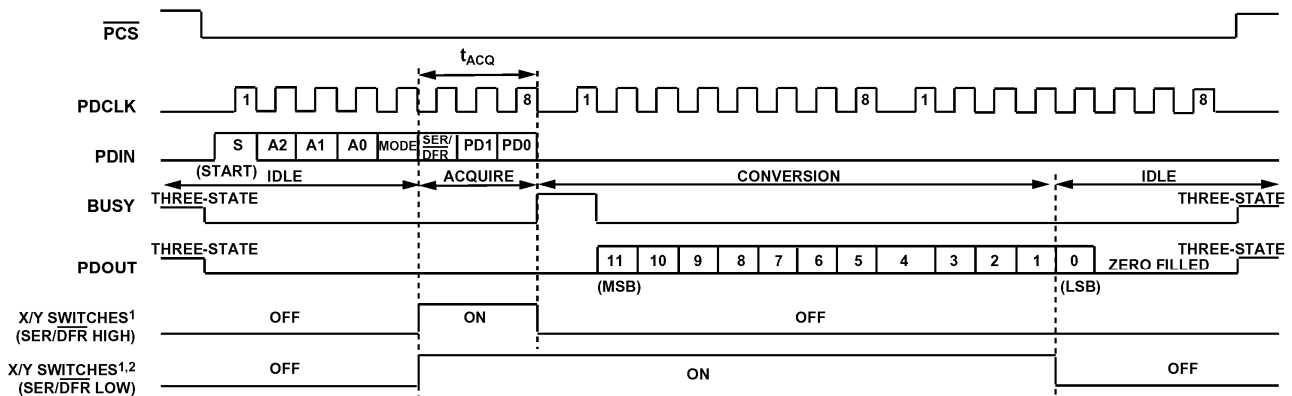 PCS
tACQ
PDCLK 1 8 1 8 1 8
PDIN S A2 A1 A0 MODE SER/DFR PD1 PD0
(START)
IDLE ACQUIRE CONVERSION IDLE
BUSY THREE-STATE THREE-STATE
PDOUT THREE-STATE 11 10 9 8 7 6 5 4 3 2 1 0 ZERO FILLED THREE-STATE
(MSB) (LSB)
X/Y SWITCHES1 OFF ON OFF
(SER/DFR HIGH)
X/Y SWITCHES1,2 OFF ON OFF
(SER/DFR LOW)